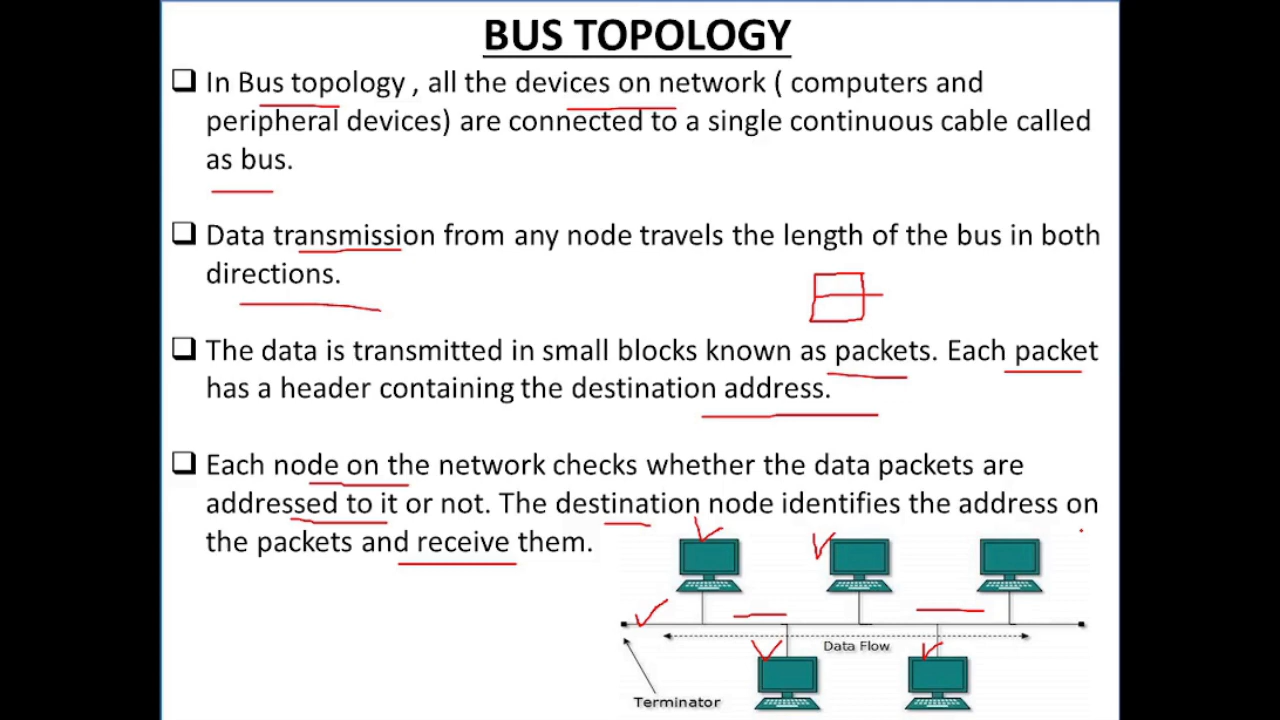 BUS TOPOLOGY
In Bus topology , all the devices on network ( computers and
peripheral devices) are connected to a single continuous cable called
as bus.
Data transmission from any node travels the length of the bus in both
directions.
The data is transmitted in small blocks known as packets. Each packet
has a header containing the destination address.
Each node on the network checks whether the data packets are
addressed to it or not. The destination node identifies the address on
the packets and receive them.
Data Flow
Terminator